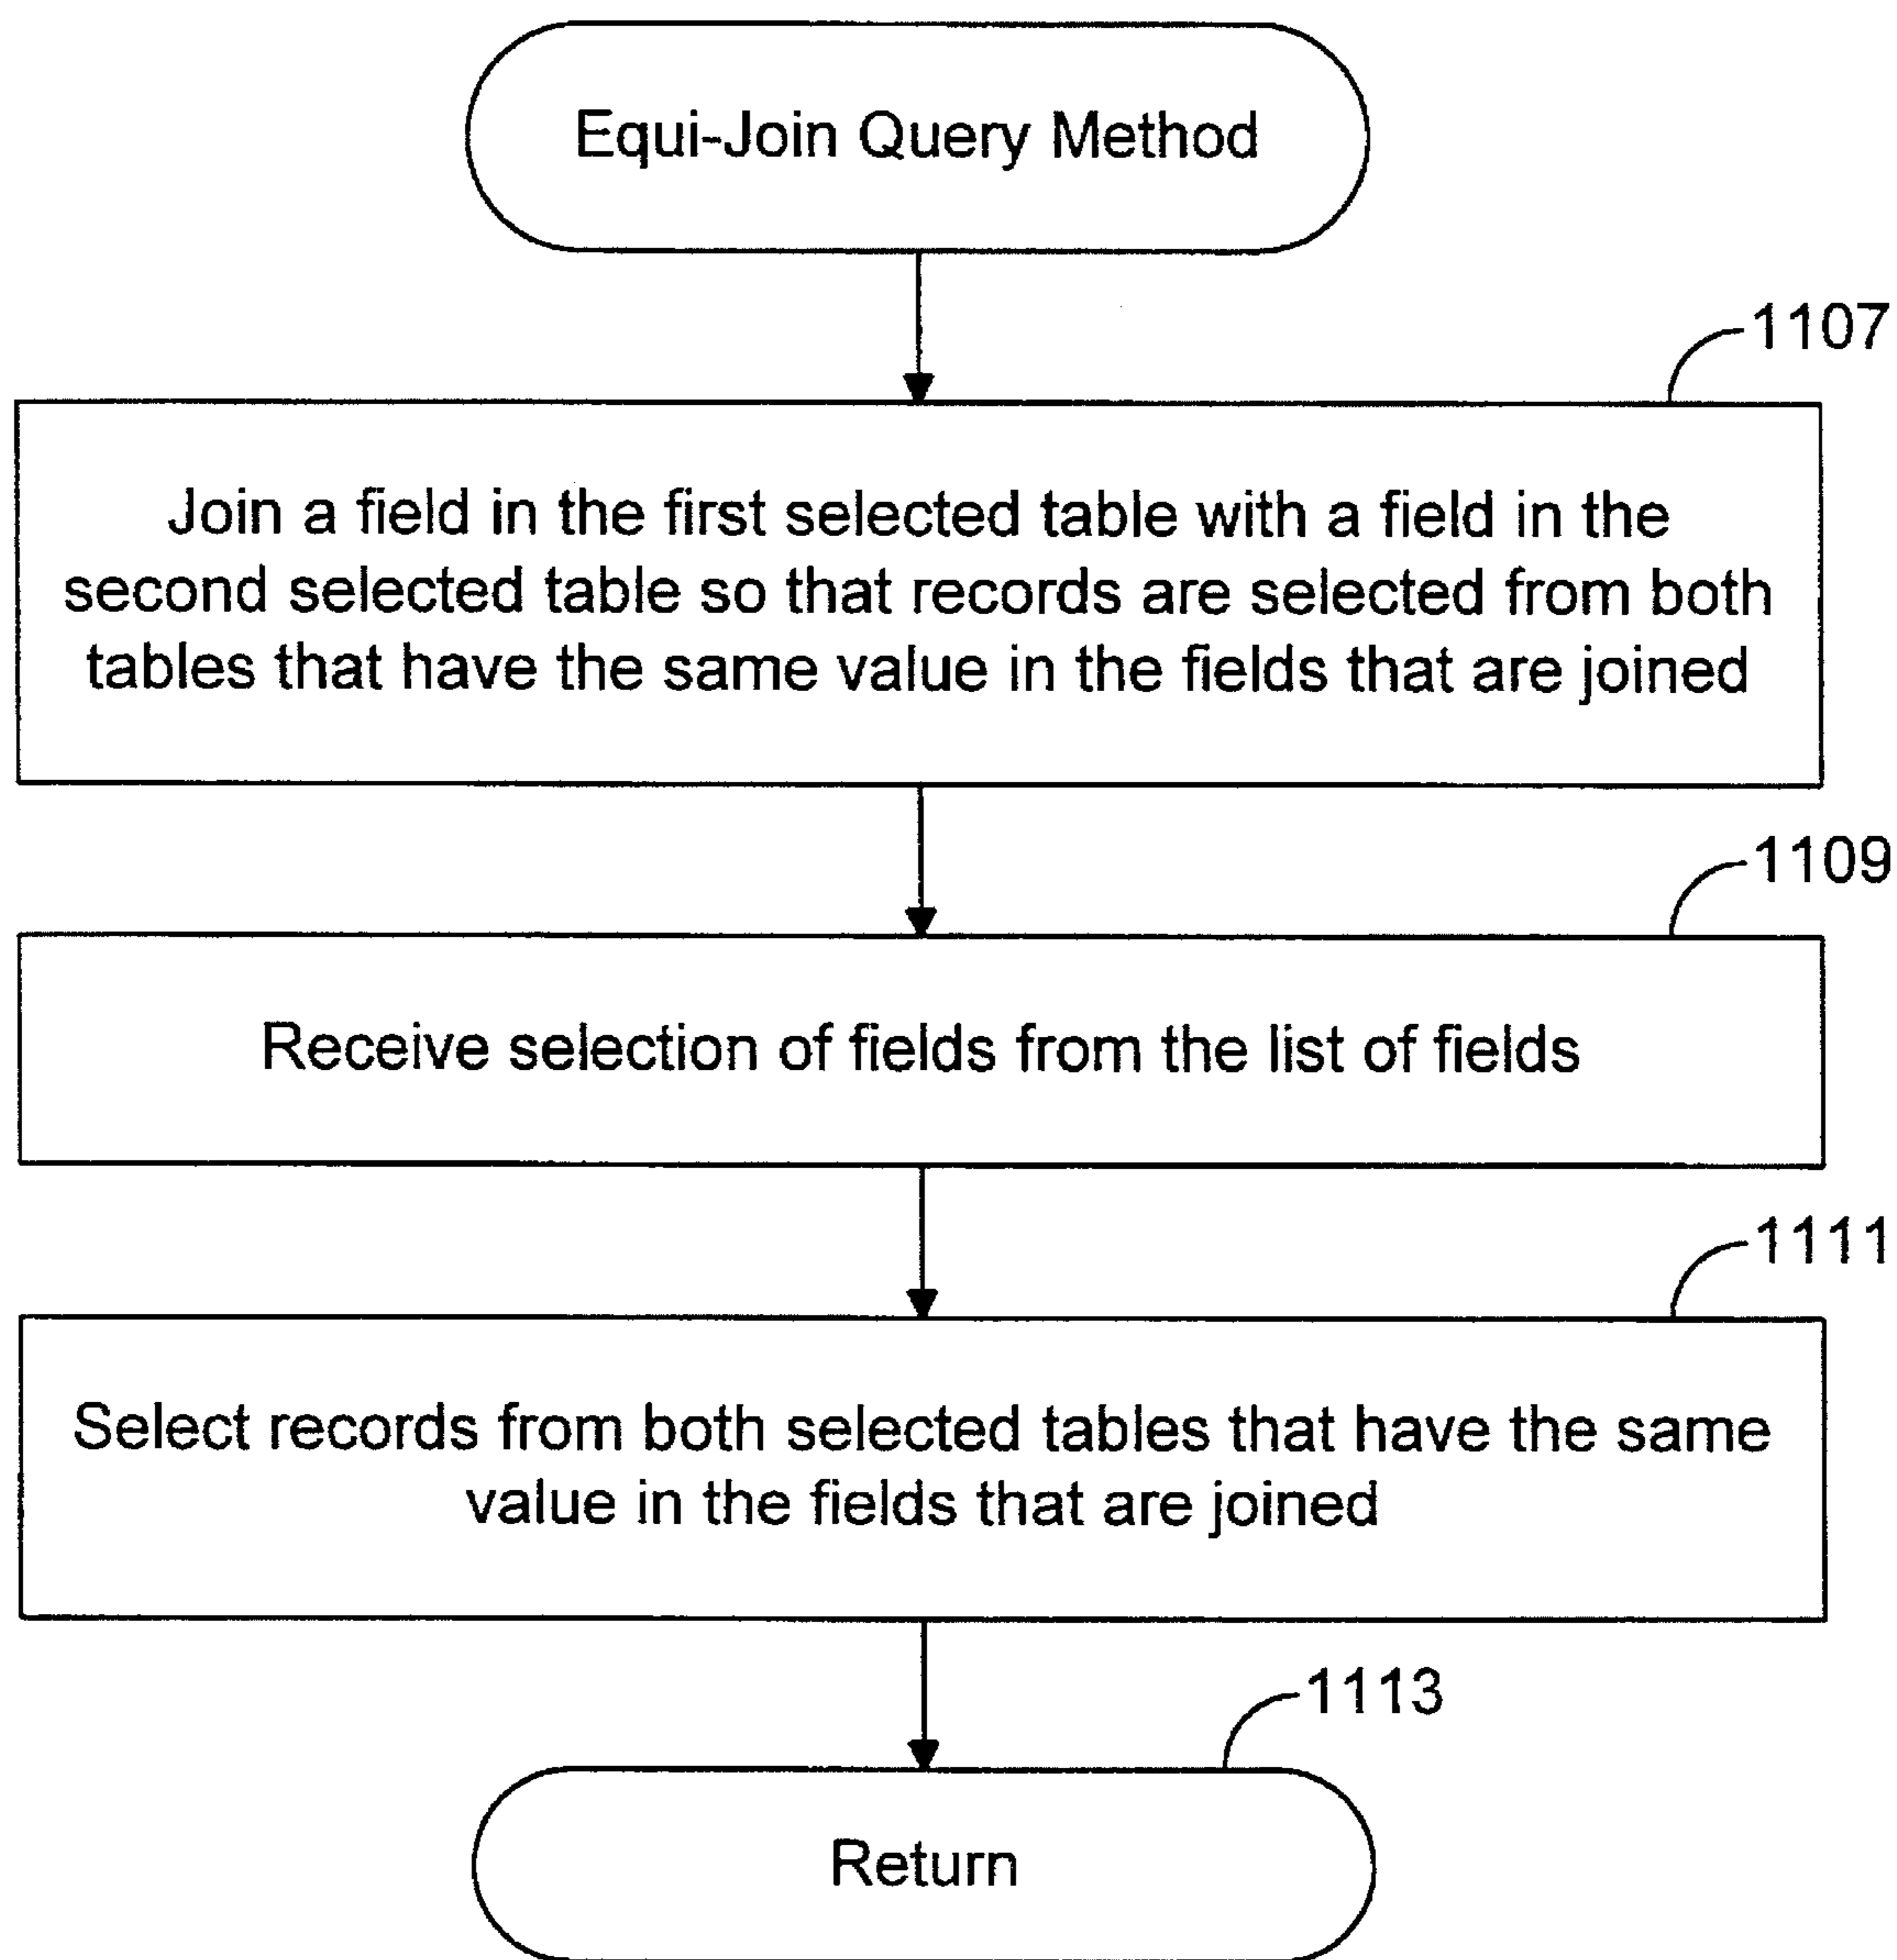 Equi-Join Query Method
1107
Join a field in the first selected table with a field in the
second selected table so that records are selected from both
tables that have the same value in the fields that are joined
1109
Receive selection of fields from the list of fields
1111
Select records from both selected tables that have the same
value in the fields that are joined
1113
Return